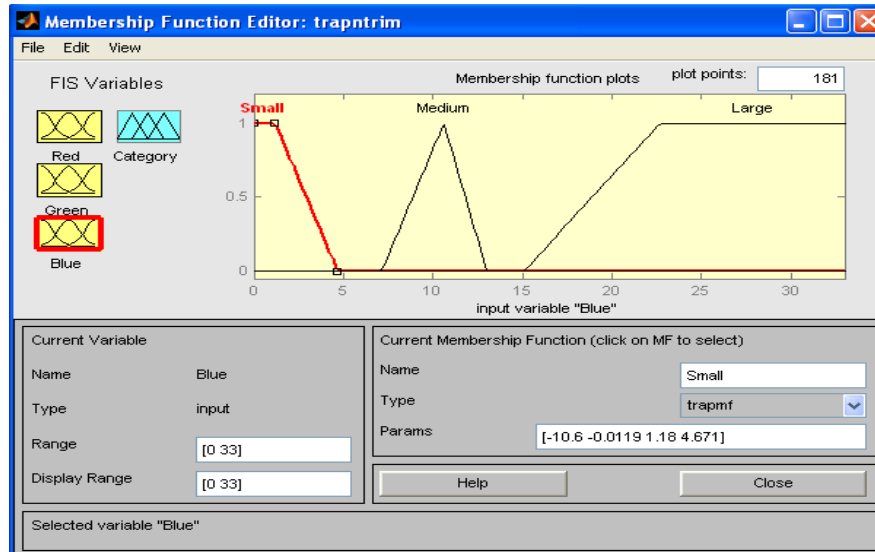 Membership Function Editor: trapntrim
File Edit View
FIS Variables
Red
Category
Green
Blue
Membership function plots
plot points:
181
Small
Medium
Large
1
0.5
0
0 5 10 15 20 25 30
input variable "Blue"
Current Variable
Name Blue
Type input
Range [0 33]
Display Range [0 33]
Current Membership Function (click on MF to select)
Name Small
Type trapmf
Params [-10.6 -0.0119 1.18 4.671]
Help Close
Selected variable "Blue"